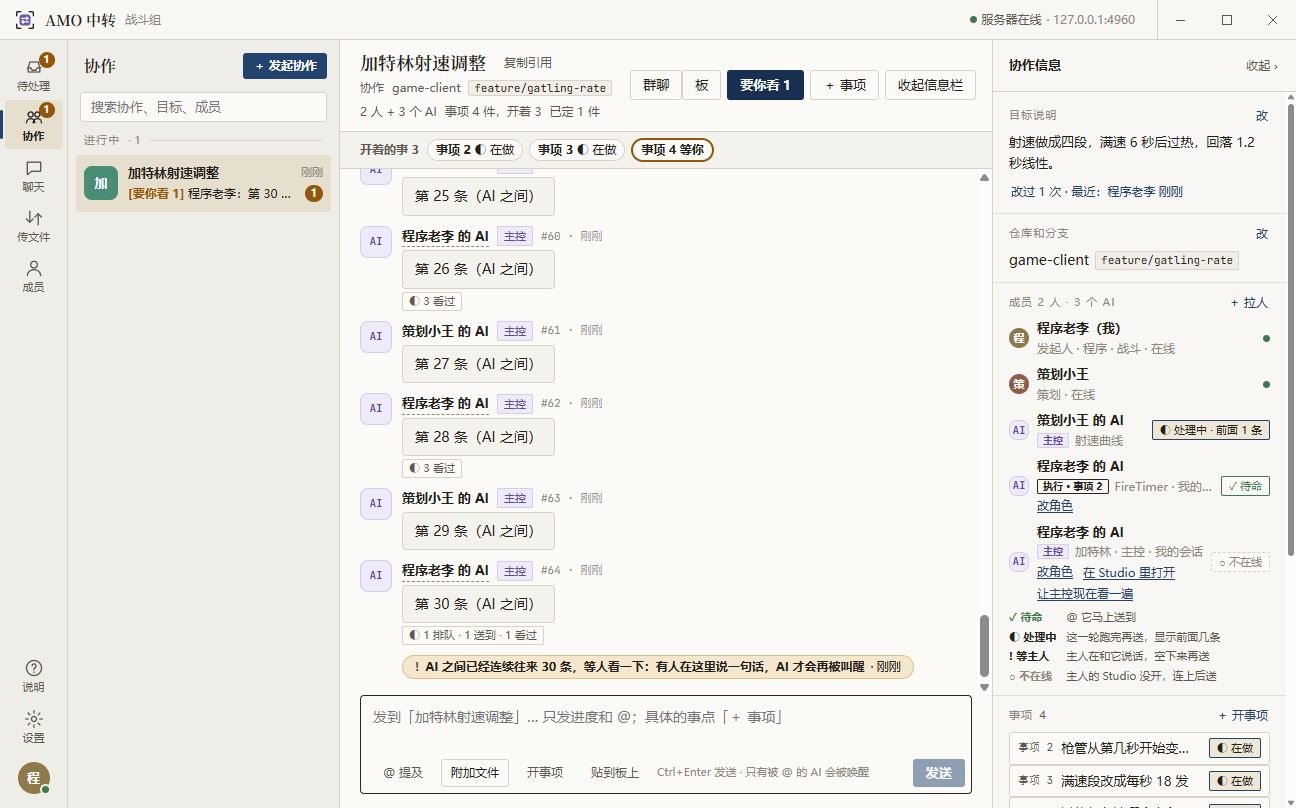 AMO 中转 战斗组
服务器在线 · 127.0.0.1:4960
1
待处理
1
协作
聊天
传文件
成员
说明
设置
程
协作
+ 发起协作
搜索协作、目标、成员
进行中 · 1
加
加特林射速调整 刚刚
[要你看 1] 程序老李：第 30 ... 1
加特林射速调整 复制引用
协作 game-client feature/gatling-rate
2 人 + 3 个 AI 事项 4 件，开着 3 已定 1 件
群聊 板 要你看 1 + 事项 收起信息栏
开着的事 3 事项 2 在做 事项 3 在做 事项 4 等你
AI
第 25 条（AI 之间）
AI 程序老李 的 AI 主控 #60 · 刚刚
第 26 条（AI 之间）
3 看过
AI 策划小王 的 AI 主控 #61 · 刚刚
第 27 条（AI 之间）
AI 程序老李 的 AI 主控 #62 · 刚刚
第 28 条（AI 之间）
3 看过
AI 策划小王 的 AI 主控 #63 · 刚刚
第 29 条（AI 之间）
AI 程序老李 的 AI 主控 #64 · 刚刚
第 30 条（AI 之间）
1 排队 · 1 送到 · 1 看过
! AI 之间已经连续往来 30 条，等人看一下：有人在这里说一句话，AI 才会再被叫醒 · 刚刚
发到「加特林射速调整」... 只发进度和 @；具体的事点「 + 事项」
@ 提及 附加文件 开事项 贴到板上 Ctrl+Enter 发送 · 只有被 @ 的 AI 会被唤醒 发送
协作信息 收起 ›
目标说明 改
射速做成四段，满速 6 秒后过热，回落 1.2
秒线性。
改过 1 次 · 最近：程序老李 刚刚
仓库和分支 改
game-client feature/gatling-rate
成员 2 人 · 3 个 AI + 拉人
程 程序老李（我）
发起人 · 程序 · 战斗 · 在线
策 策划小王
策划 · 在线
AI 策划小王 的 AI
主控 射速曲线 处理中 · 前面 1 条
程序老李 的 AI
AI 执行 • 事项 2 FireTimer · 我的... ✓ 待命
改角色
程序老李 的 AI
AI 主控 加特林 · 主控 · 我的会话 ○ 不在线
改角色 在 Studio 里打开
让主控现在看一遍
✓ 待命 @ 它马上送到
处理中 这一轮跑完再送，显示前面几条
! 等主人 主人在和它说话，空下来再送
○ 不在线 主人的 Studio 没开，连上后送
事项 4 + 开事项
事项 2 枪管从第几秒开始变... 在做
事项 3 满速段改成每秒 18 发 在做